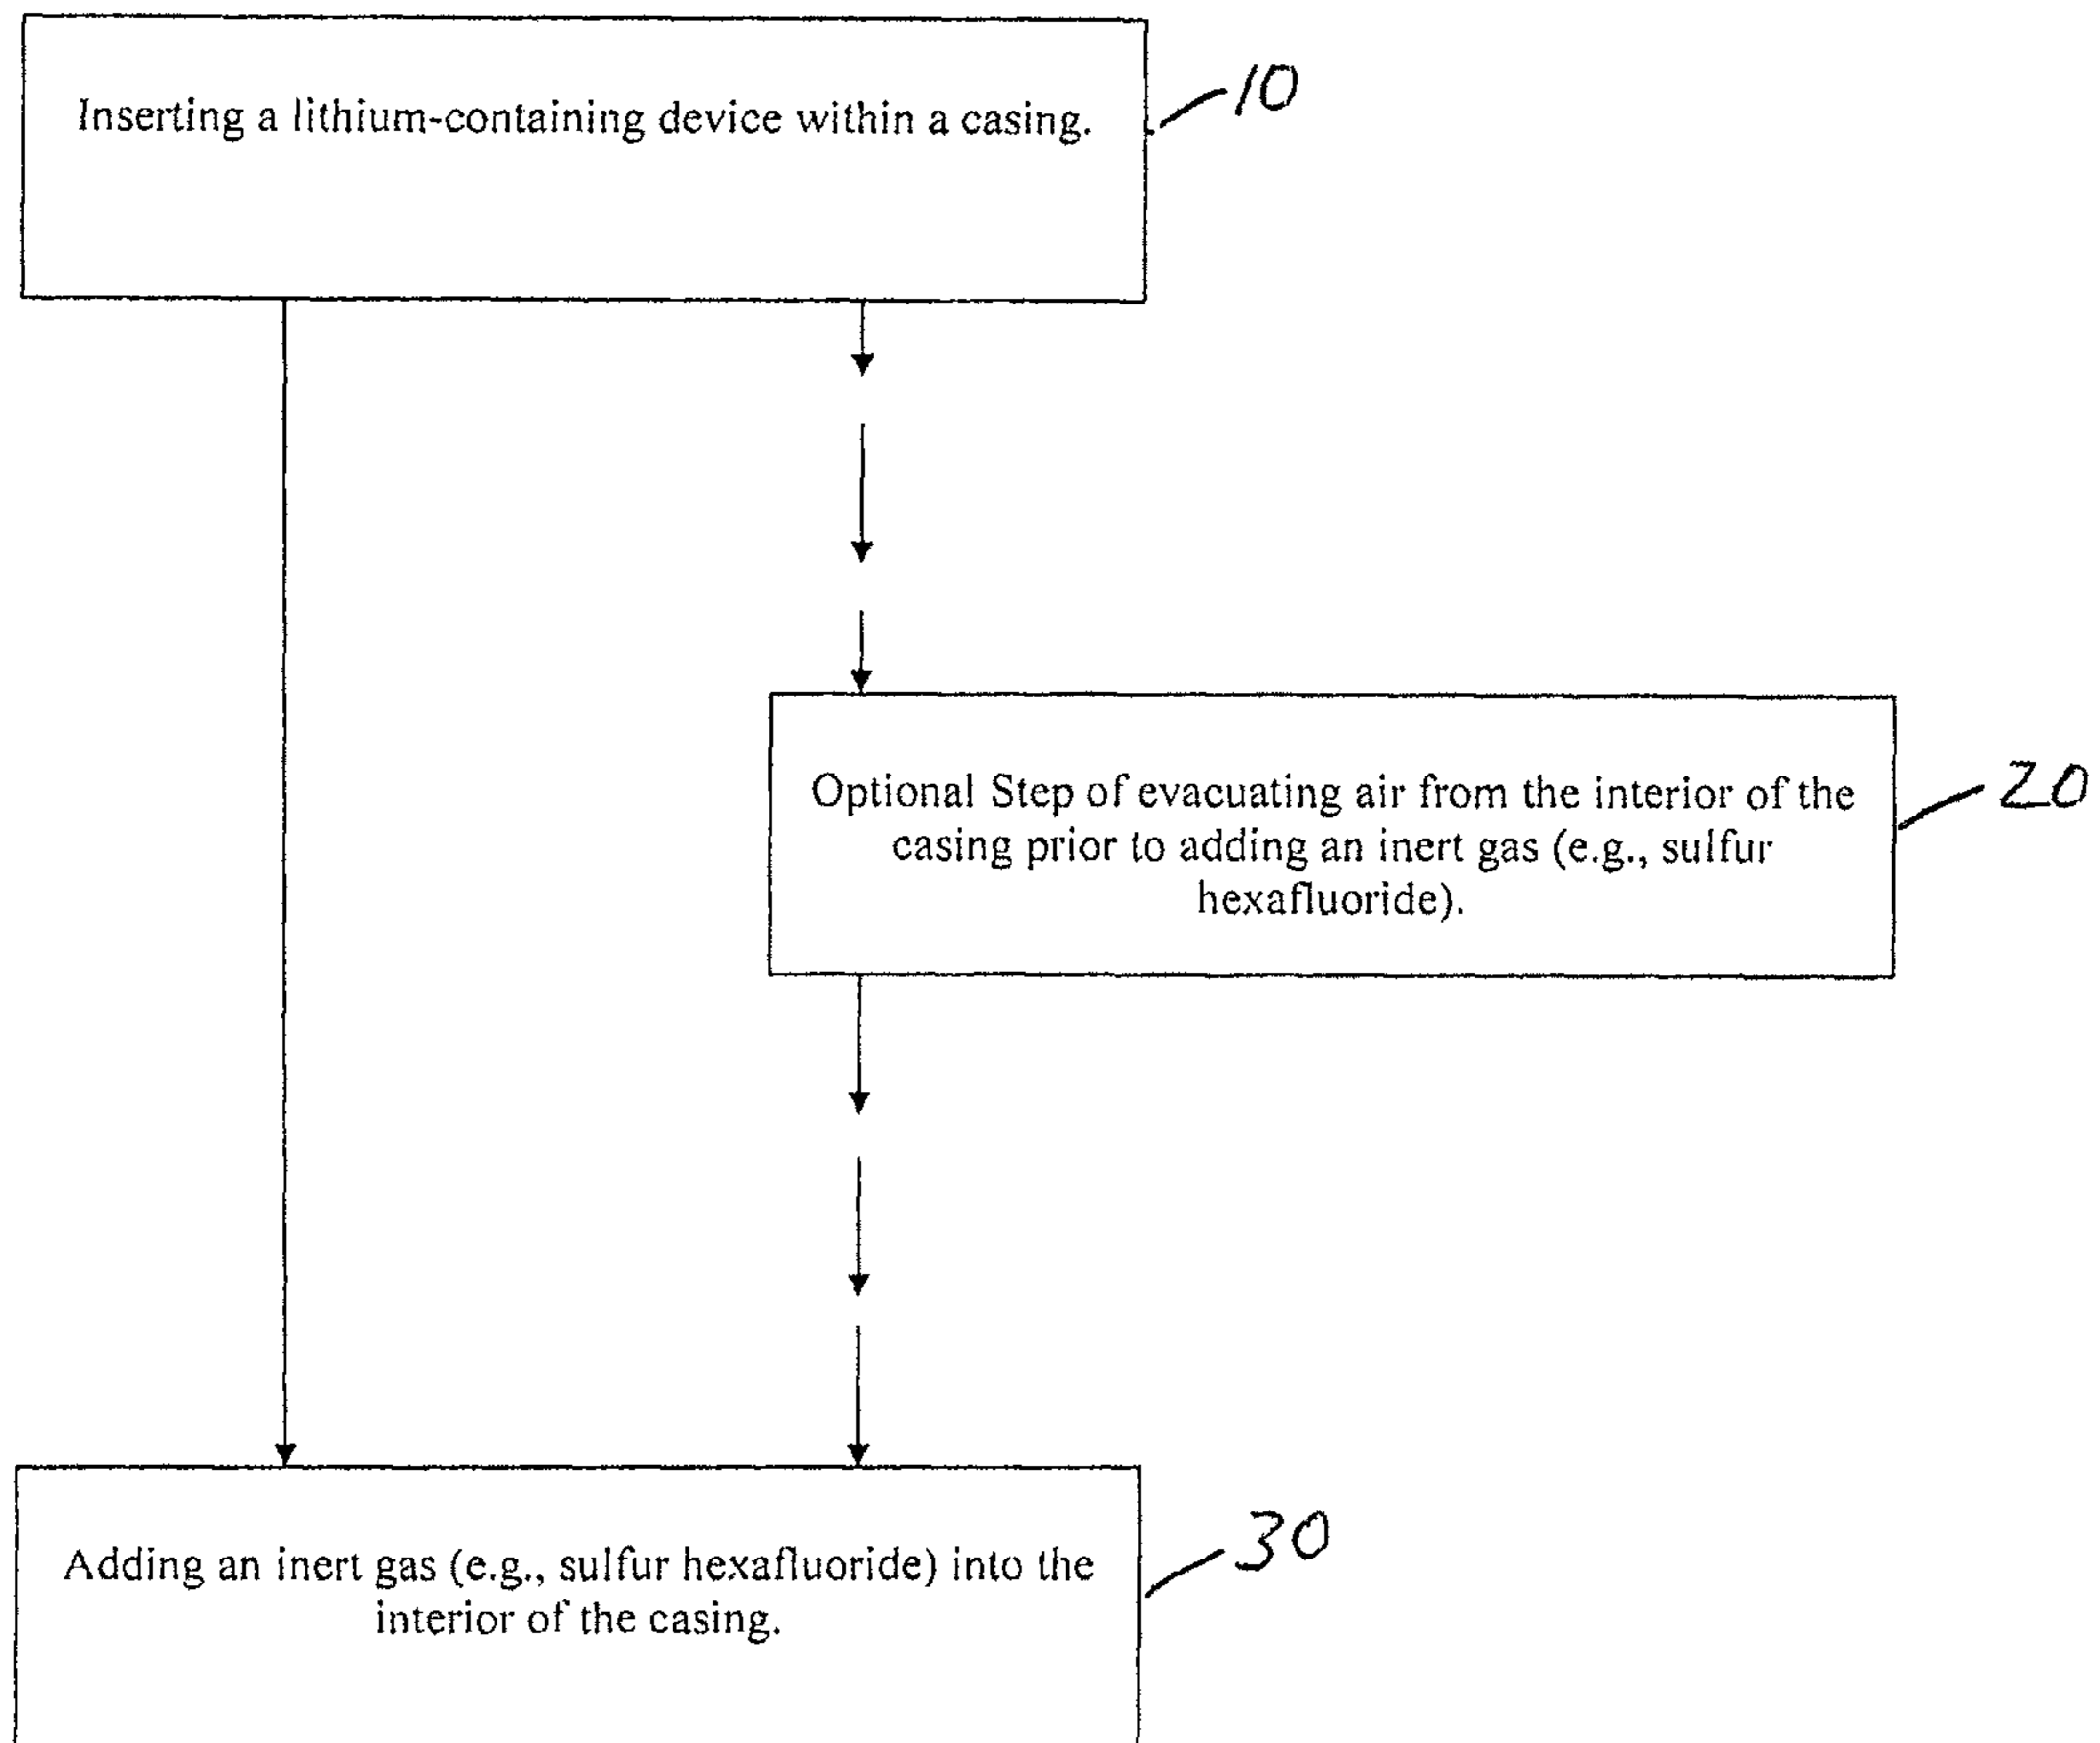 Inserting a lithium-containing device within a casing.
10
Optional Step of evacuating air from the interior of the
casing prior to adding an inert gas (e.g., sulfur
hexafluoride).
20
Adding an inert gas (e.g., sulfur hexafluoride) into the
interior of the casing.
30